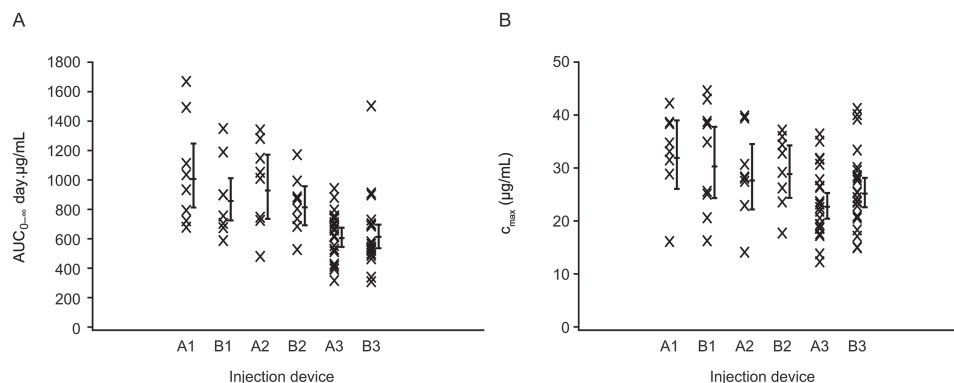 A
B
AUC0–∞ day.µg/mL
1800
1600
1400
1200
1000
800
600
400
200
0
A1 B1 A2 B2 A3 B3
Injection device
cmax (µg/mL)
50
40
30
20
10
0
A1 B1 A2 B2 A3 B3
Injection device